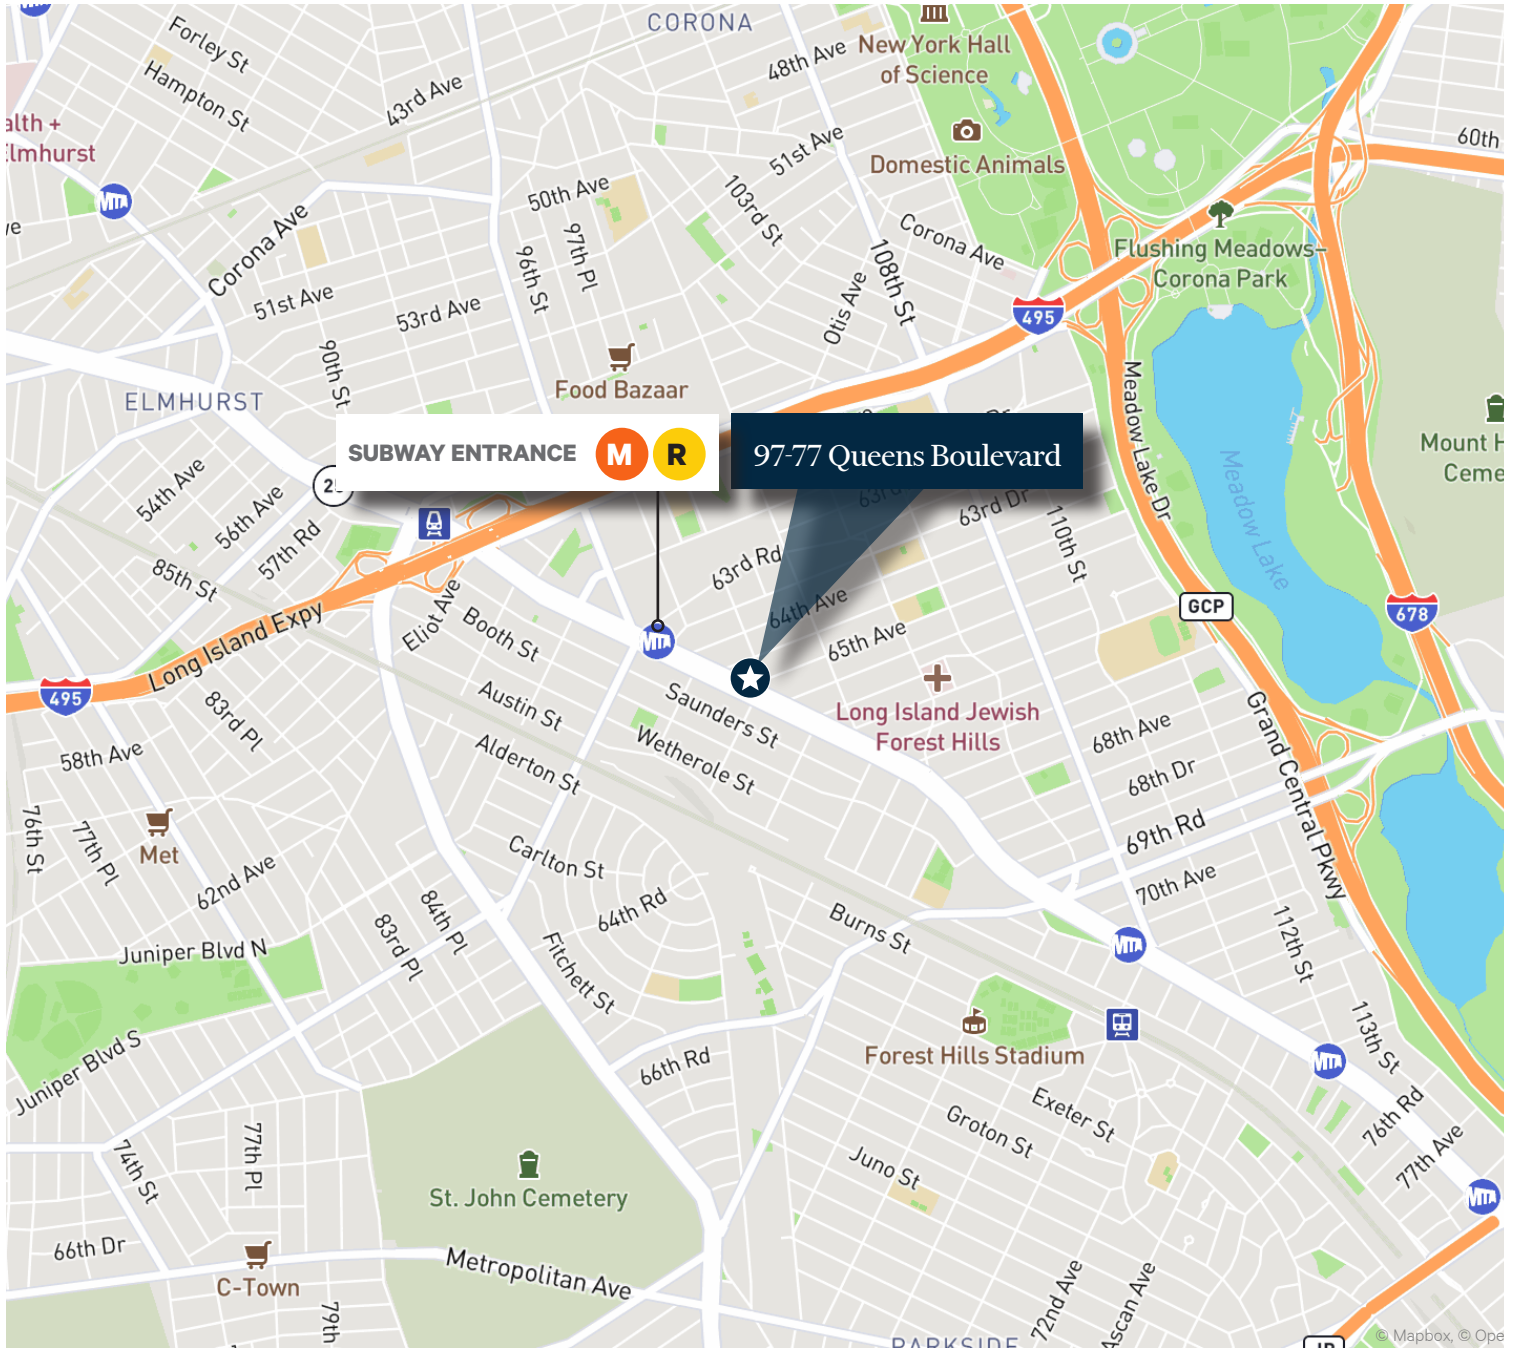 CORONA
Forley St
Hampton St
43rd Ave
48th Ave
New York Hall
of Science
alth +
Elmhurst
51st Ave
Domestic Animals
60th
MTA
50th Ave
103rd St
97th Pl
Corona Ave
Corona Ave
108th St
Flushing Meadows–
Corona Park
96th St
51st Ave
53rd Ave
Otis Ave
495
90th St
Food Bazaar
Meadow Lake Dr
ELMHURST
SUBWAY ENTRANCE M R
97-77 Queens Boulevard
Mount H
Ceme
54th Ave
56th Ave
57th Rd
63rd
63rd Dr
110th St
Meadow Lake
85th St
63rd Rd
64th Ave
65th Ave
GCP
678
Long Island Expy
Eliot Ave
Booth St
MTA
495
83rd Pl
Austin St
Saunders St
Long Island Jewish
Forest Hills
Wetherole St
Alderton St
58th Ave
68th Ave
68th Dr
Grand Central Pkwy
76th St
77th Pl
Met
69th Rd
70th Ave
62nd Ave
Carlton St
64th Rd
84th Pl
83rd Pl
Burns St
MTA
112th St
Juniper Blvd N
Fitchett St
Juniper Blvd S
Forest Hills Stadium
113th St
MTA
66th Rd
Exeter St
Groton St
76th Rd
77th Ave
74th St
77th Pl
Juno St
St. John Cemetery
MTA
66th Dr
C-Town
Metropolitan Ave
79th
72nd Ave
Ascan Ave
PARKSIDE
© Mapbox, © Ope